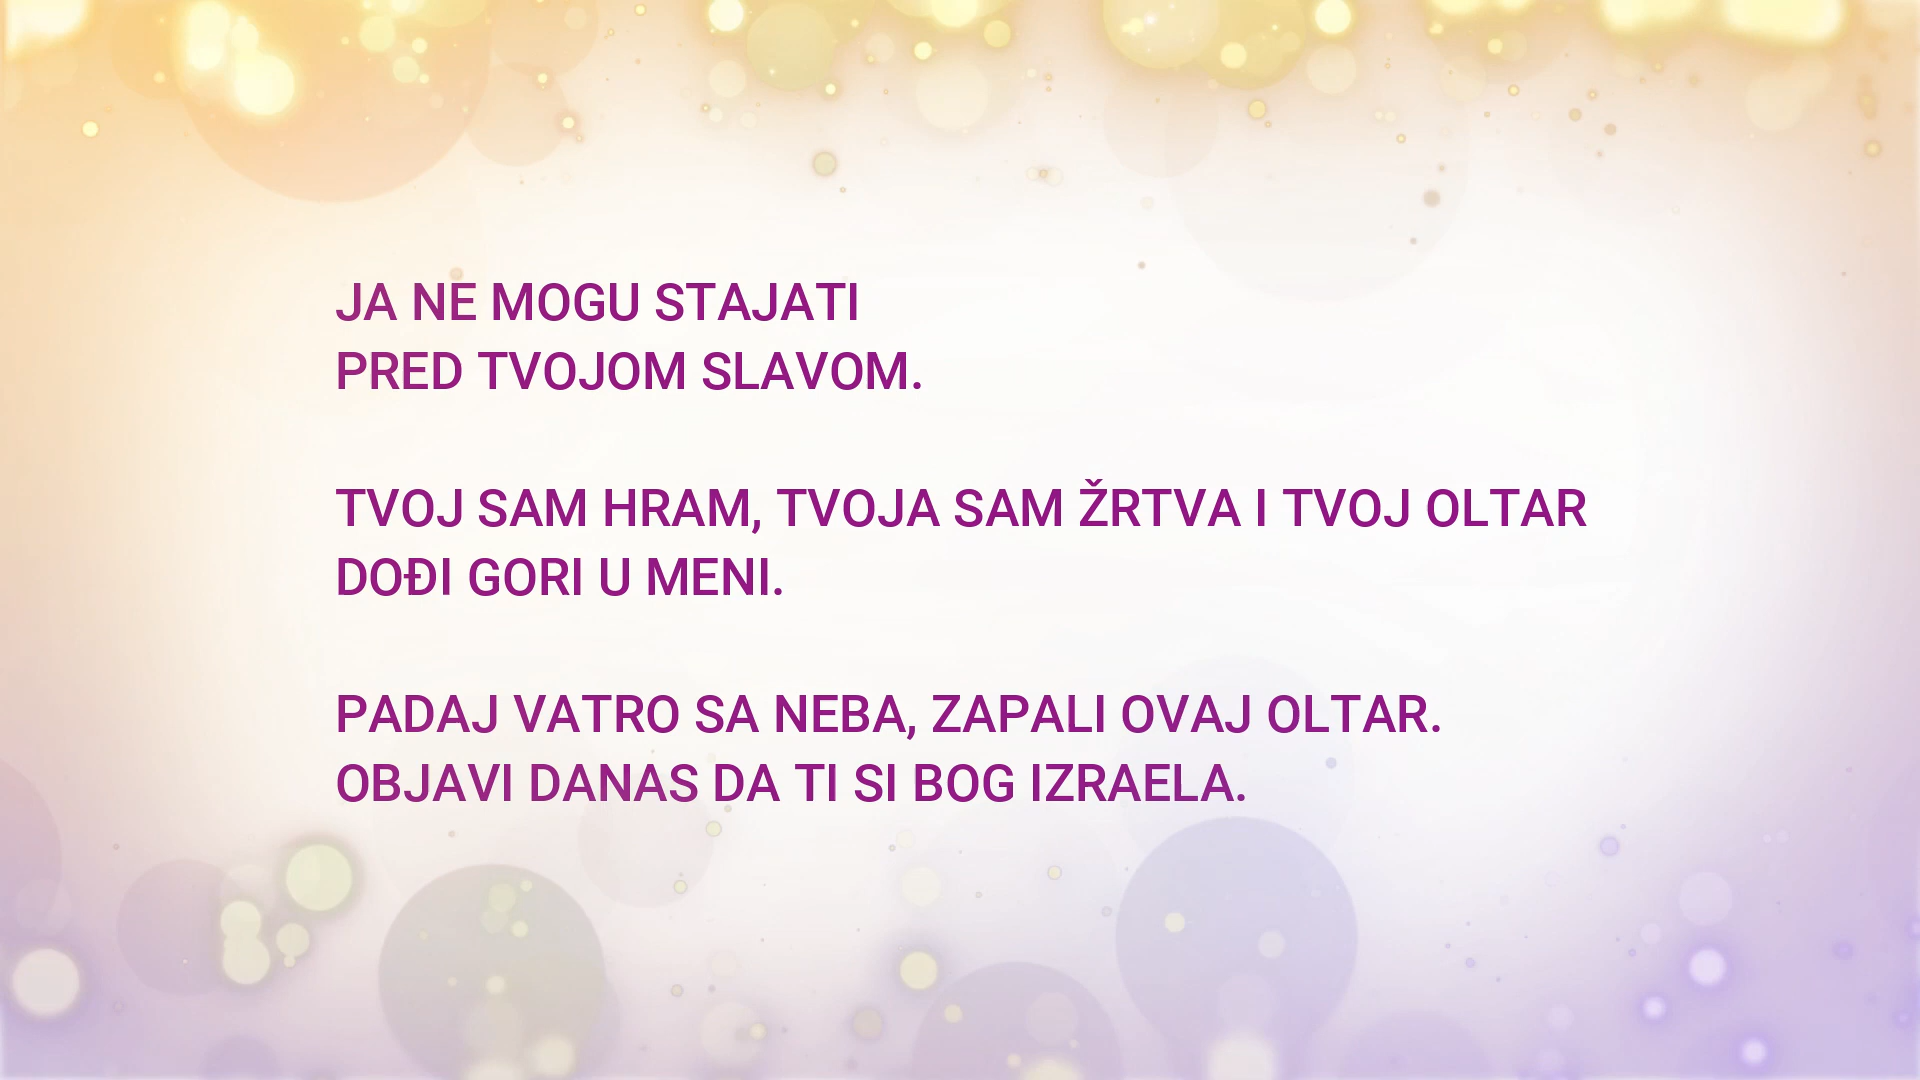 JA NE MOGU STAJATI
PRED TVOJOM SLAVOM.
TVOJ SAM HRAM, TVOJA SAM ŽRTVA I TVOJ OLTAR
DOĐI GORI U MENI.
PADAJ VATRO SA NEBA, ZAPALI OVAJ OLTAR.
OBJAVI DANAS DA TI SI BOG IZRAELA.